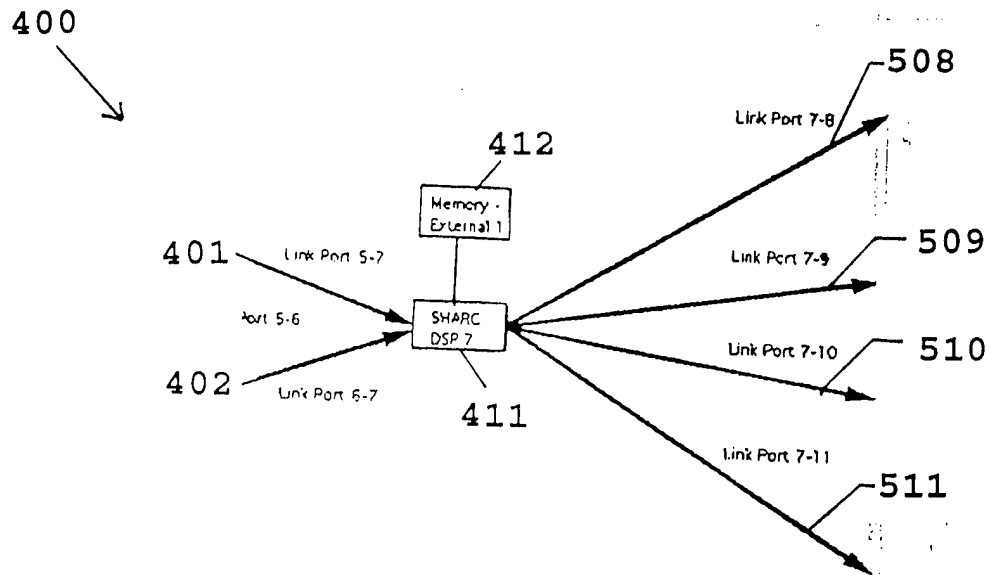 400
508
Link Port 7-8
412
Memory -
External 1
401
Link Port 5-7
509
Link Port 7-9
Port 5-6
SHARC
DSP 7
510
Link Port 7-10
402
Link Port 6-7
411
Link Port 7-11
511